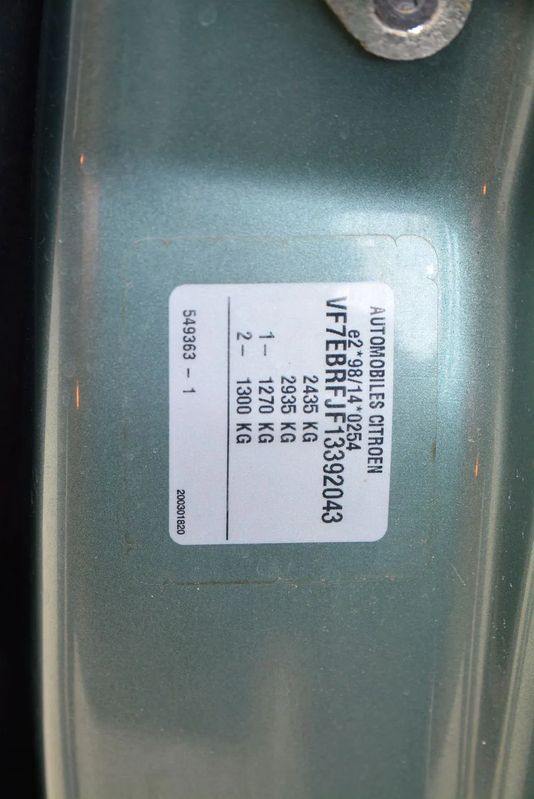 AUTOMOBILES CITROEN
e2*98/14*0254
VF7EBRFJF13392043
2435 KG
2935 KG
1 - 1270 KG
2 - 1300 KG
549363 - 1
200301820